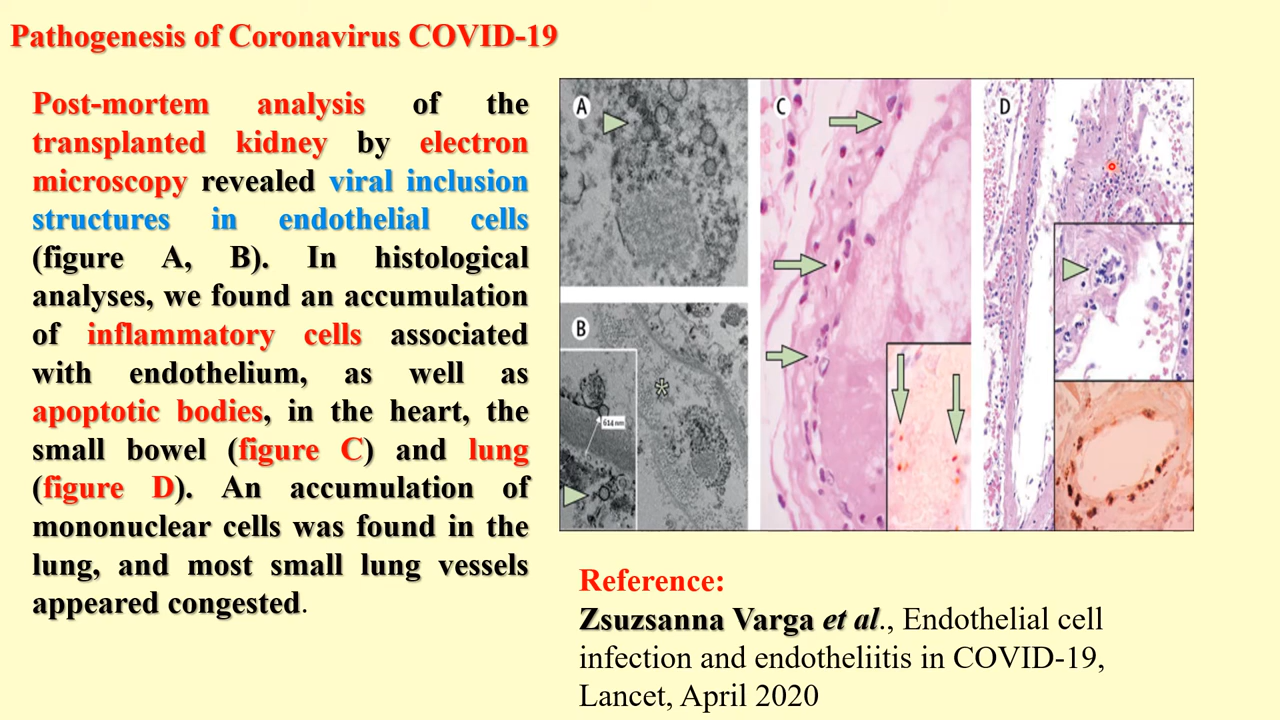 Pathogenesis of Coronavirus COVID-19
Post-mortem analysis of the
transplanted kidney by electron
microscopy revealed viral inclusion
structures in endothelial cells
(figure A, B). In histological
analyses, we found an accumulation
of inflammatory cells associated
with endothelium, as well as
apoptotic bodies, in the heart, the
small bowel (figure C) and lung
(figure D). An accumulation of
mononuclear cells was found in the
lung, and most small lung vessels
appeared congested.
A
B
*
614 nm
C
D
Reference:
Zsuzsanna Varga et al., Endothelial cell
infection and endotheliitis in COVID-19,
Lancet, April 2020